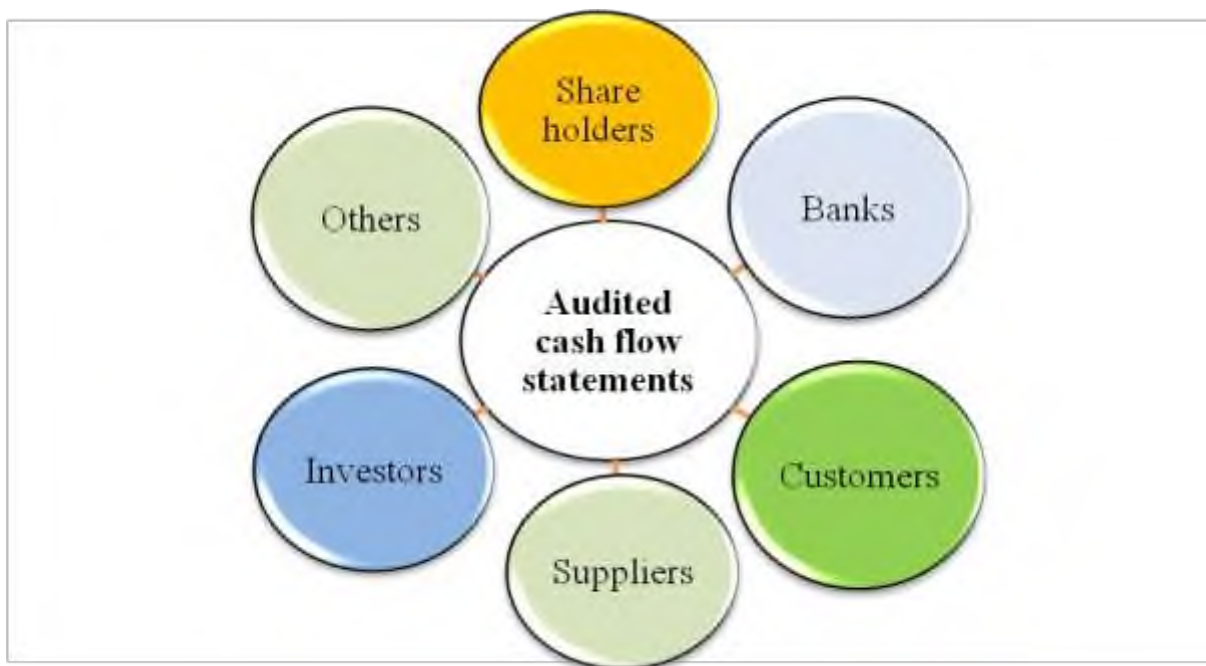 Share
holders
Others
Banks
Audited
cash flow
statements
Investors
Customers
Suppliers